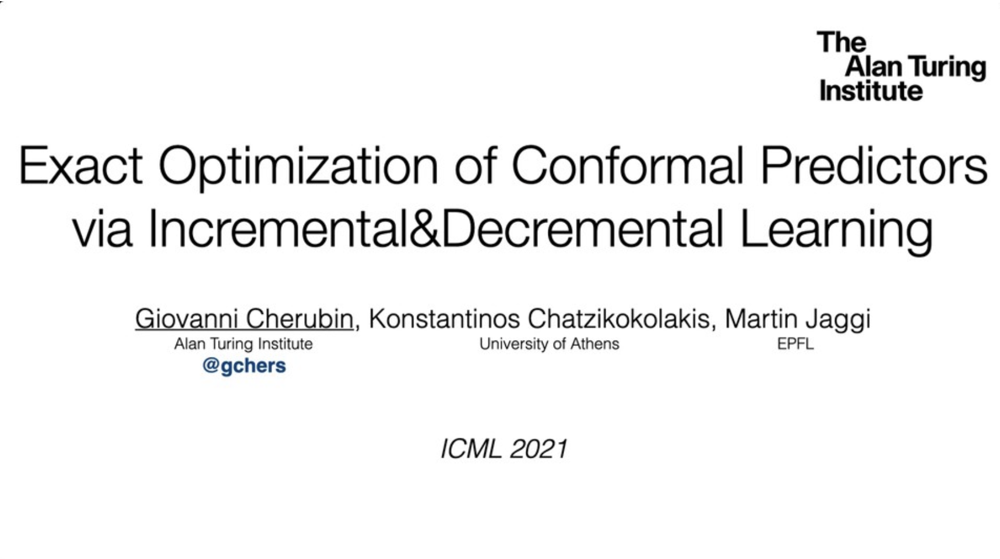 The
Alan Turing
Institute
Exact Optimization of Conformal Predictors
via Incremental&Decremental Learning
Giovanni Cherubin, Konstantinos Chatzikokolakis, Martin Jaggi
Alan Turing Institute University of Athens EPFL
@gchers
ICML 2021